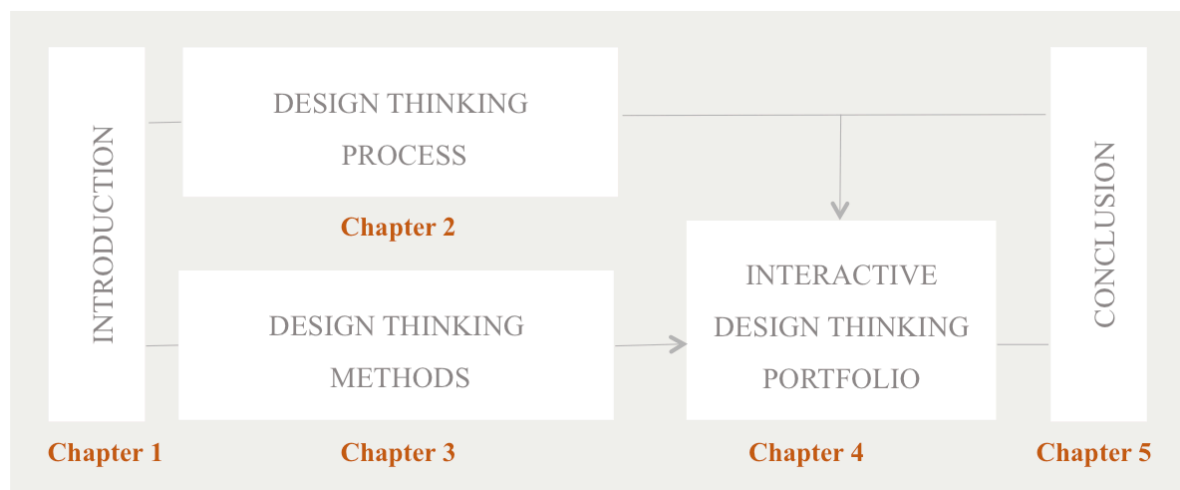 INTRODUCTION
DESIGN THINKING
PROCESS
Chapter 2
DESIGN THINKING
METHODS
INTERACTIVE
DESIGN THINKING
PORTFOLIO
CONCLUSION
Chapter 1
Chapter 3
Chapter 4
Chapter 5